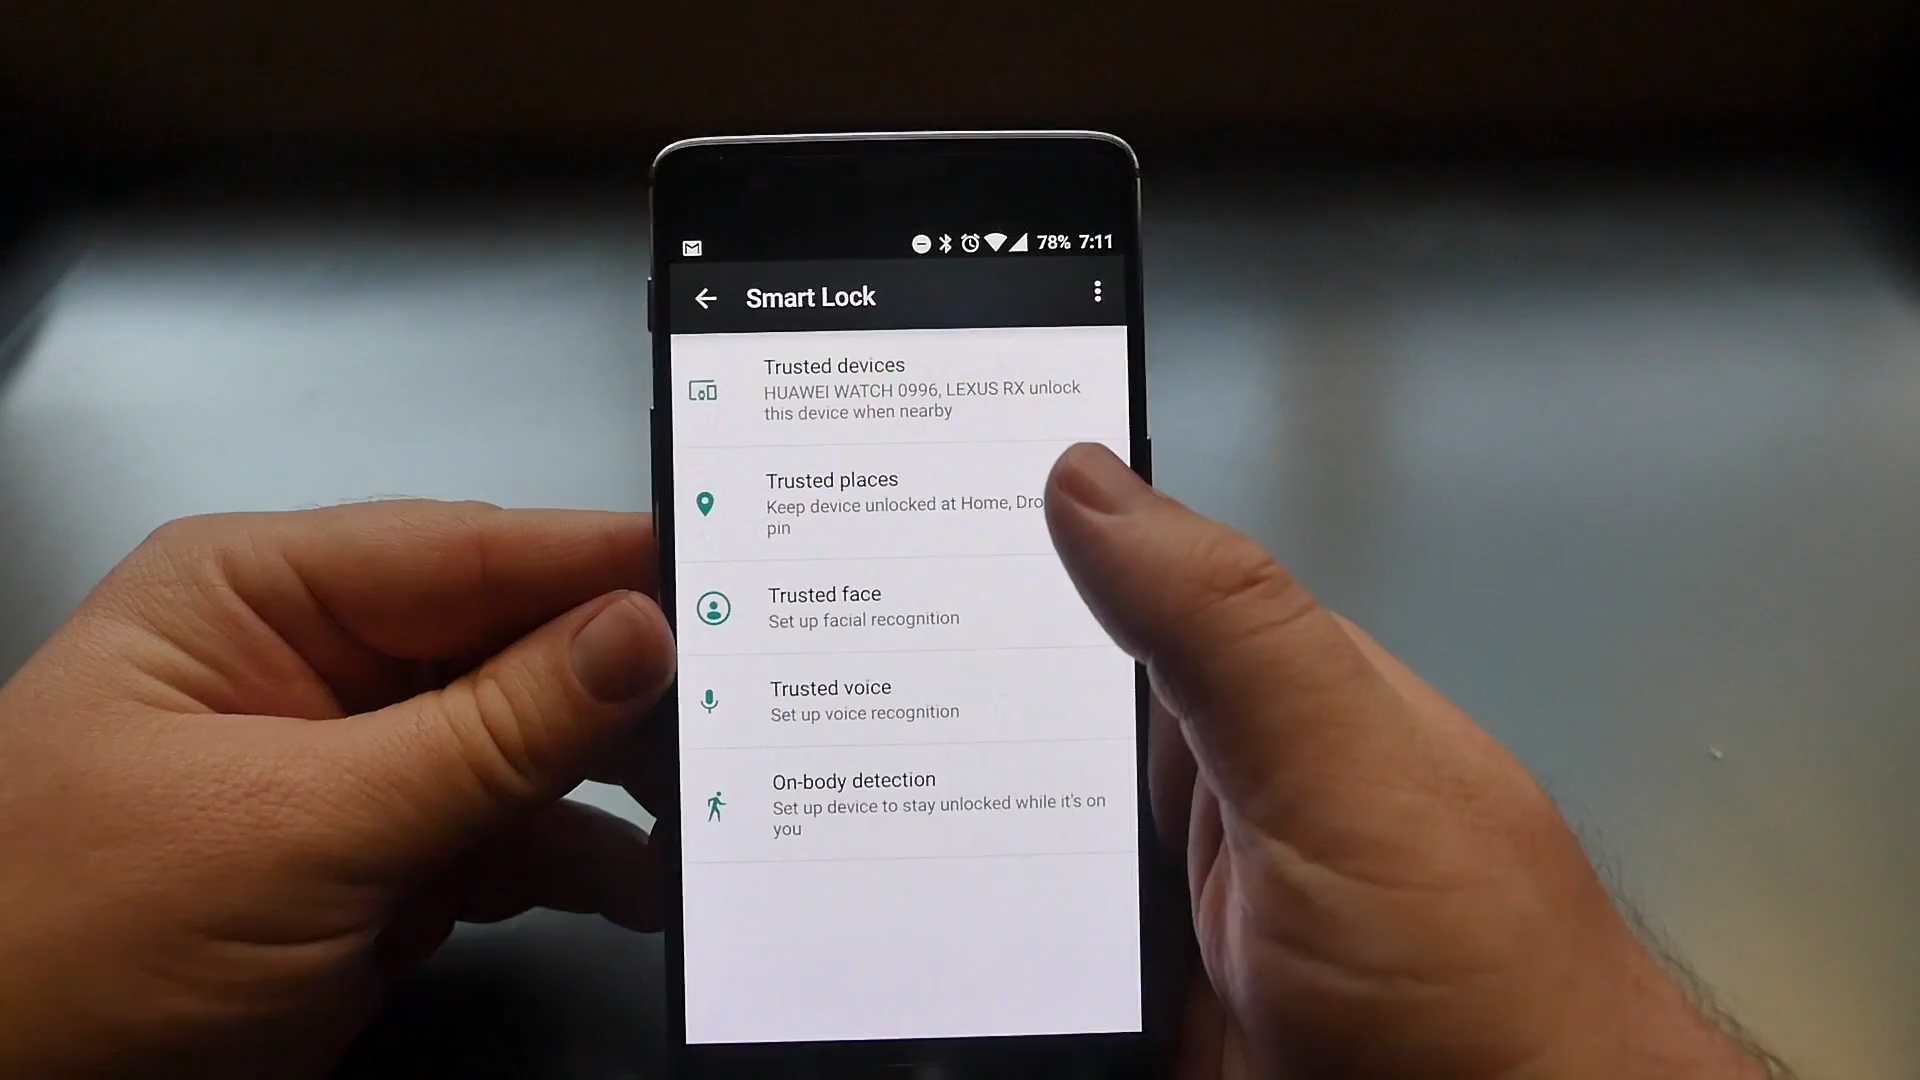 78% 7:11
Smart Lock
Trusted devices
HUAWEI WATCH 0996, LEXUS RX unlock
this device when nearby
Trusted places
Keep device unlocked at Home, Dro
pin
Trusted face
Set up facial recognition
Trusted voice
Set up voice recognition
On-body detection
Set up device to stay unlocked while it's on
you